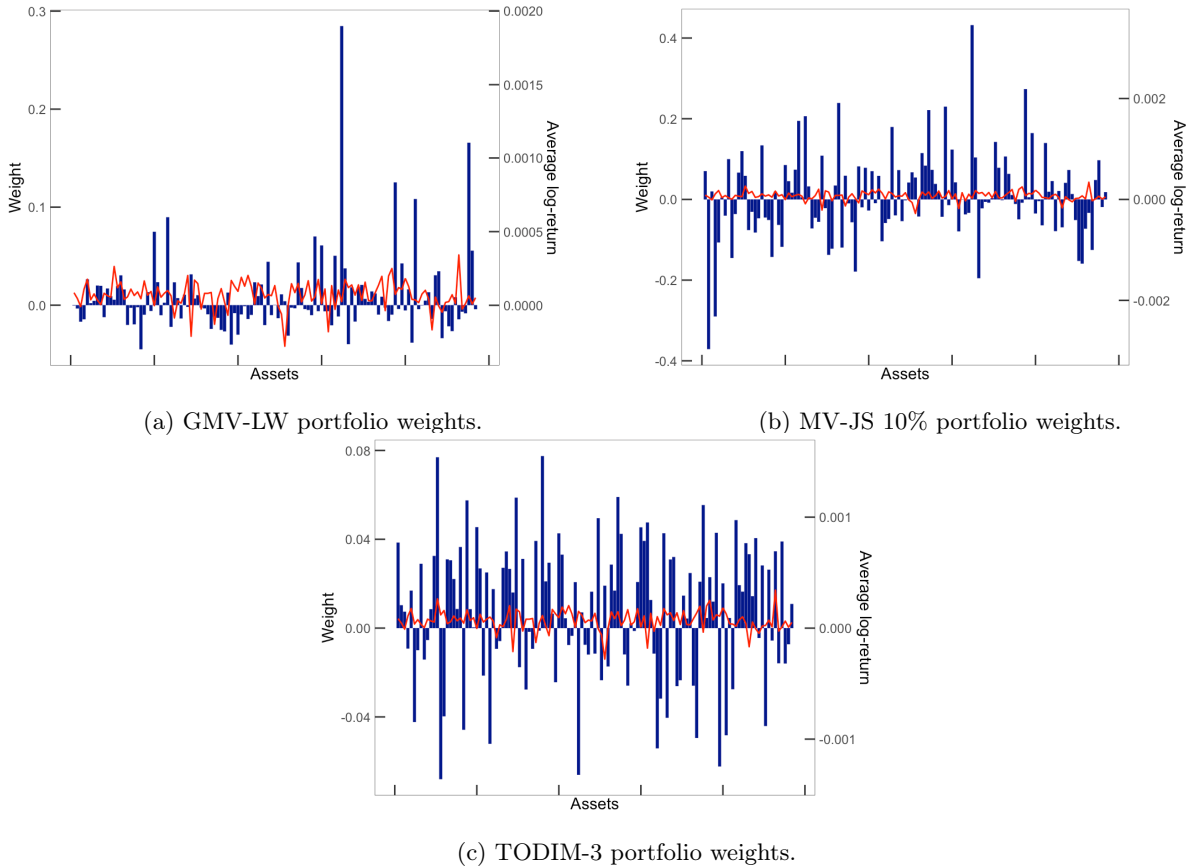 0.3
0.2
0.1
0.0
Weight
0.0020
0.0015
0.0010
0.0005
0.0000
Average log-return
Assets
(a) GMV-LW portfolio weights.
0.4
0.2
0.0
-0.2
-0.4
Weight
0.002
0.000
-0.002
Average log-return
Assets
(b) MV-JS 10% portfolio weights.
0.08
0.04
0.00
-0.04
Weight
0.001
0.000
-0.001
Average log-return
Assets
(c) TODIM-3 portfolio weights.